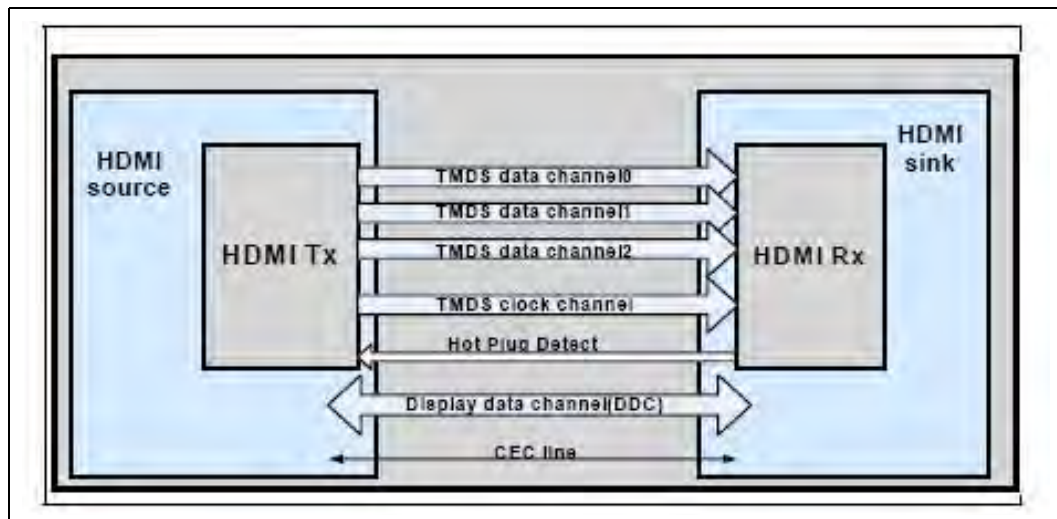 HDMI
source
HDMI Tx
TMDS data channel0
TMDS data channel1
TMDS data channel2
TMDS clock channel
Hot Plug Detect
Display data channel(DDC)
CEC line
HDMI
sink
HDMI Rx